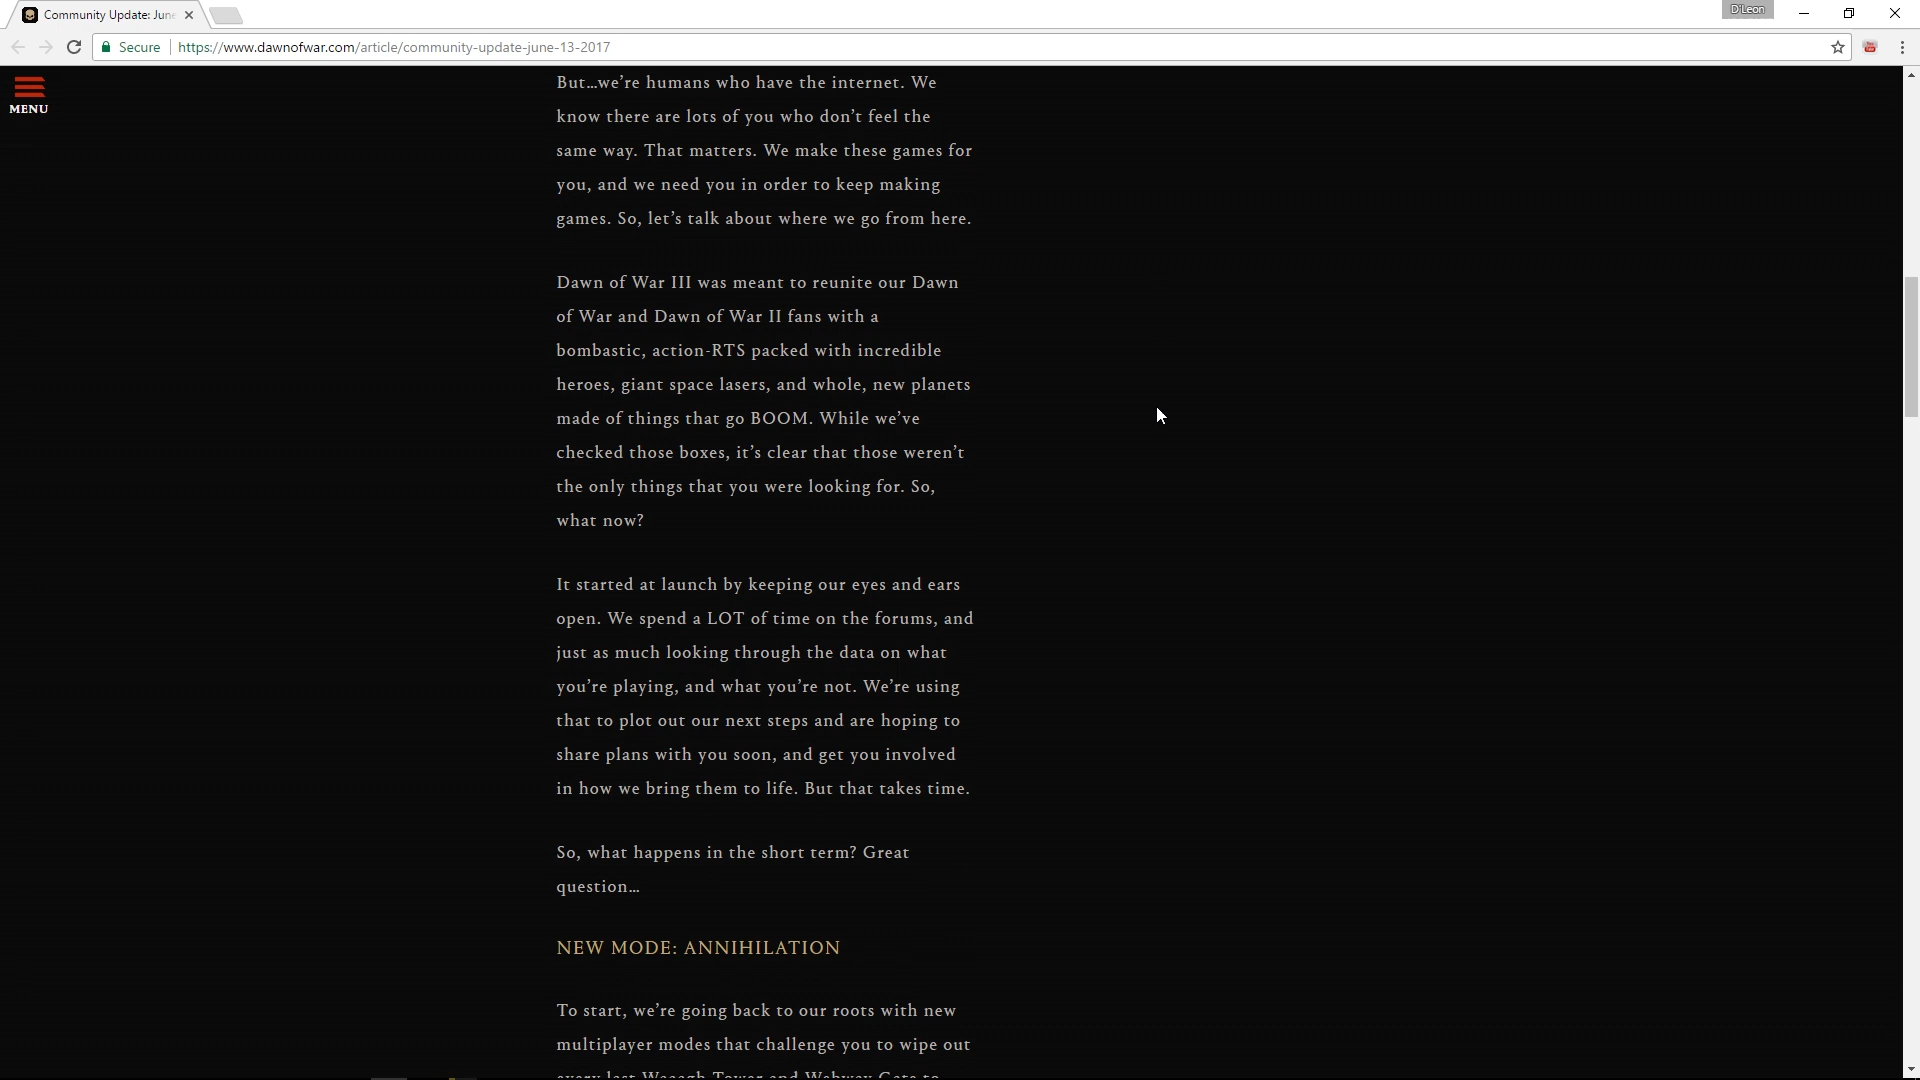 Community Update: June
D'Leon
Secure
https://www.dawnofwar.com/article/community-update-june-13-2017
MENU
But...we're humans who have the internet. We
know there are lots of you who don't feel the
same way. That matters. We make these games for
you, and we need you in order to keep making
games. So, let's talk about where we go from here.
Dawn of War III was meant to reunite our Dawn
of War and Dawn of War II fans with a
bombastic, action-RTS packed with incredible
heroes, giant space lasers, and whole, new planets
made of things that go BOOM. While we've
checked those boxes, it's clear that those weren't
the only things that you were looking for. So,
what now?
It started at launch by keeping our eyes and ears
open. We spend a LOT of time on the forums, and
just as much looking through the data on what
you're playing, and what you're not. We're using
that to plot out our next steps and are hoping to
share plans with you soon, and get you involved
in how we bring them to life. But that takes time.
So, what happens in the short term? Great
question...
NEW MODE: ANNIHILATION
To start, we're going back to our roots with new
multiplayer modes that challenge you to wipe out
every last Waaagh Tower and Webway Gate to